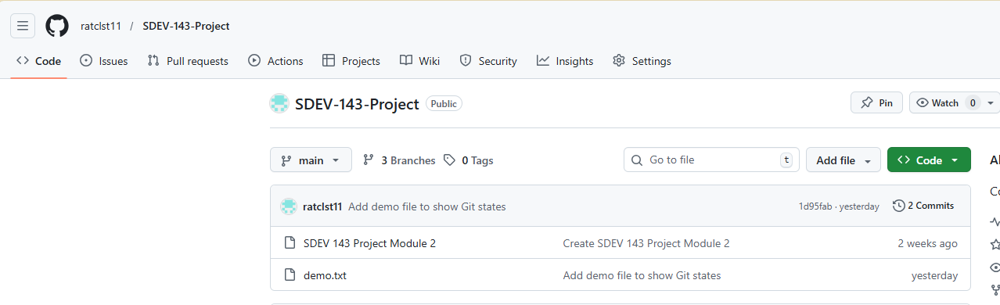 ratclst11 / SDEV-143-Project
Code Issues Pull requests Actions Projects Wiki Security Insights Settings
SDEV-143-Project Public Pin Watch 0
main 3 Branches 0 Tags Go to file t Add file Code
ratclst11 Add demo file to show Git states 1d95fab · yesterday 2 Commits
SDEV 143 Project Module 2 Create SDEV 143 Project Module 2 2 weeks ago
demo.txt Add demo file to show Git states yesterday